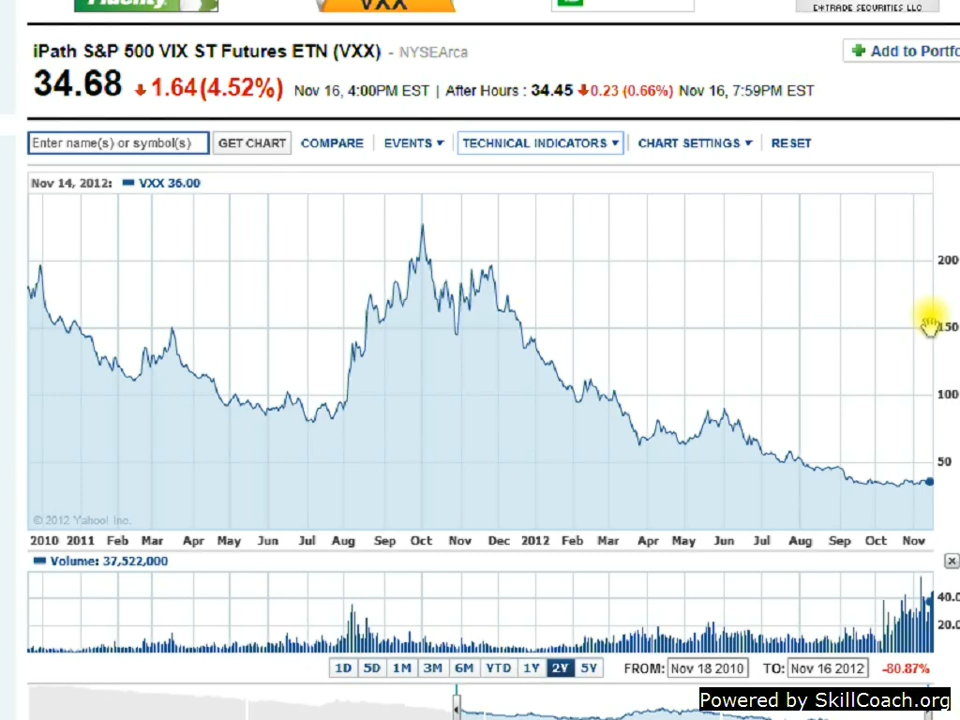 Fidelity VXX E*TRADE SECURITIES LLC
iPath S&P 500 VIX ST Futures ETN (VXX) - NYSEArca
Add to Portfo
34.68 1.64(4.52%) Nov 16, 4:00PM EST | After Hours : 34.45 0.23 (0.66%) Nov 16, 7:59PM EST
Enter name(s) or symbol(s) GET CHART COMPARE EVENTS TECHNICAL INDICATORS CHART SETTINGS RESET
Nov 14, 2012: VXX 36.00
200
150
100
50
© 2012 Yahoo! Inc.
2010 2011 Feb Mar Apr May Jun Jul Aug Sep Oct Nov Dec 2012 Feb Mar Apr May Jun Jul Aug Sep Oct Nov
Volume: 37,522,000
40.0
20.0
1D 5D 1M 3M 6M YTD 1Y 2Y 5Y FROM: Nov 18 2010 TO: Nov 16 2012 -80.87%
Powered by SkillCoach.org